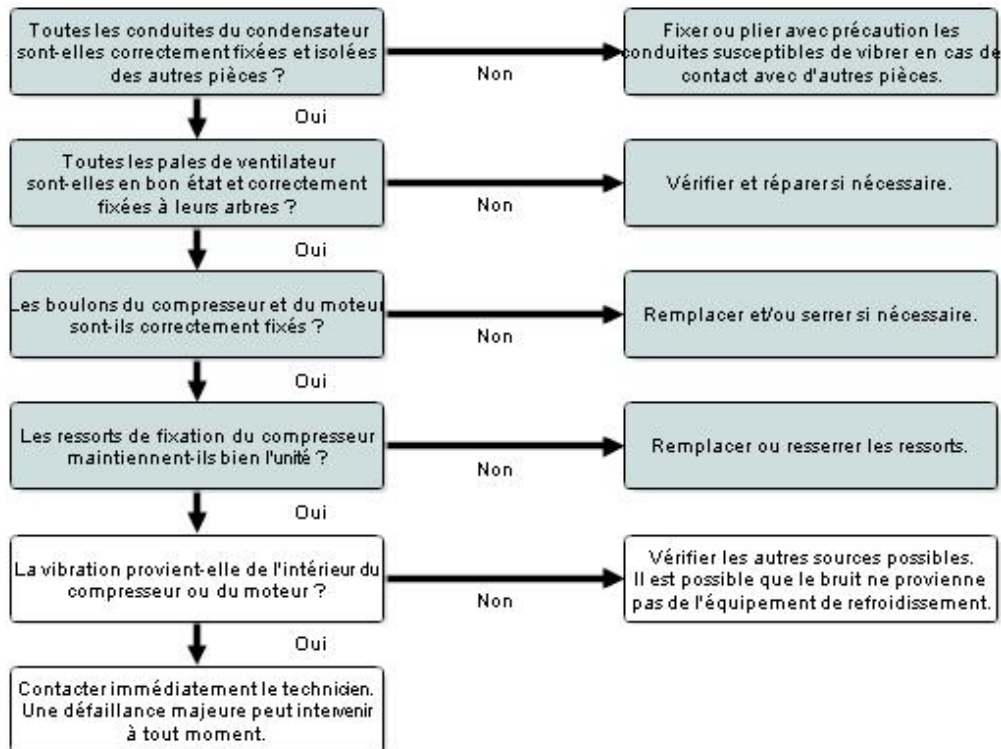 Toutes les conduites du condensateur
sont-elles correctement fixées et isolées
des autres pièces ?
Non
Fixer ou plier avec précaution les
conduites susceptibles de vibrer en cas de
contact avec d'autres pièces.
Oui
Toutes les pales de ventilateur
sont-elles en bon état et correctement
fixées à leurs arbres ?
Non
Vérifier et réparer si nécessaire.
Oui
Les boulons du compresseur et du moteur
sont-ils correctement fixés ?
Non
Remplacer et/ou serrer si nécessaire.
Oui
Les ressorts de fixation du compresseur
maintiennent-ils bien l'unité ?
Non
Remplacer ou resserrer les ressorts.
Oui
La vibration provient-elle de l'intérieur du
compresseur ou du moteur ?
Non
Vérifier les autres sources possibles.
Il est possible que le bruit ne provienne
pas de l'équipement de refroidissement.
Oui
Contacter immédiatement le technicien.
Une défaillance majeure peut intervenir
à tout moment.